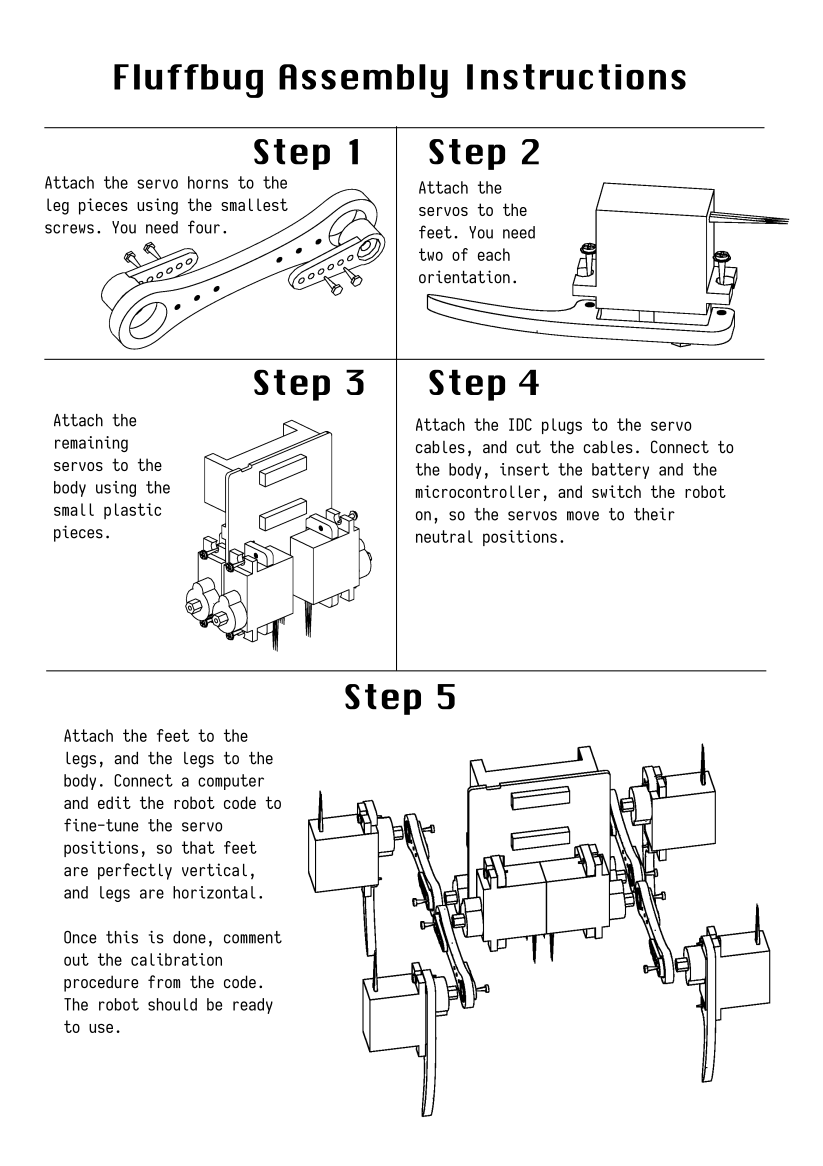 Fluffbug Assembly Instructions
Step 1
Attach the servo horns to the
leg pieces using the smallest
screws. You need four.
Step 2
Attach the
servos to the
feet. You need
two of each
orientation.
Step 3
Attach the
remaining
servos to the
body using the
small plastic
pieces.
Step 4
Attach the IDC plugs to the servo
cables, and cut the cables. Connect to
the body, insert the battery and the
microcontroller, and switch the robot
on, so the servos move to their
neutral positions.
Step 5
Attach the feet to the
legs, and the legs to the
body. Connect a computer
and edit the robot code to
fine-tune the servo
positions, so that feet
are perfectly vertical,
and legs are horizontal.
Once this is done, comment
out the calibration
procedure from the code.
The robot should be ready
to use.